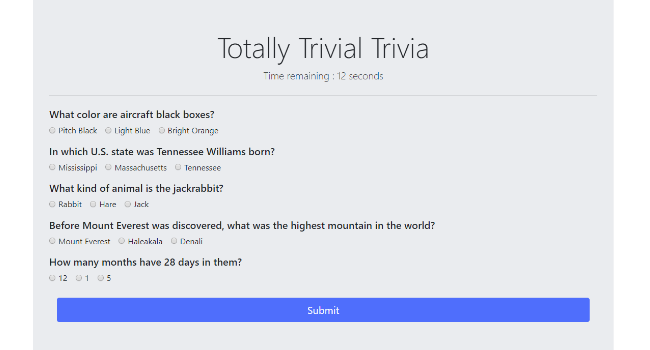 Totally Trivial Trivia
Time remaining : 12 seconds
What color are aircraft black boxes?
Pitch Black Light Blue Bright Orange
In which U.S. state was Tennessee Williams born?
Mississippi Massachusetts Tennessee
What kind of animal is the jackrabbit?
Rabbit Hare Jack
Before Mount Everest was discovered, what was the highest mountain in the world?
Mount Everest Haleakala Denali
How many months have 28 days in them?
12 1 5
Submit